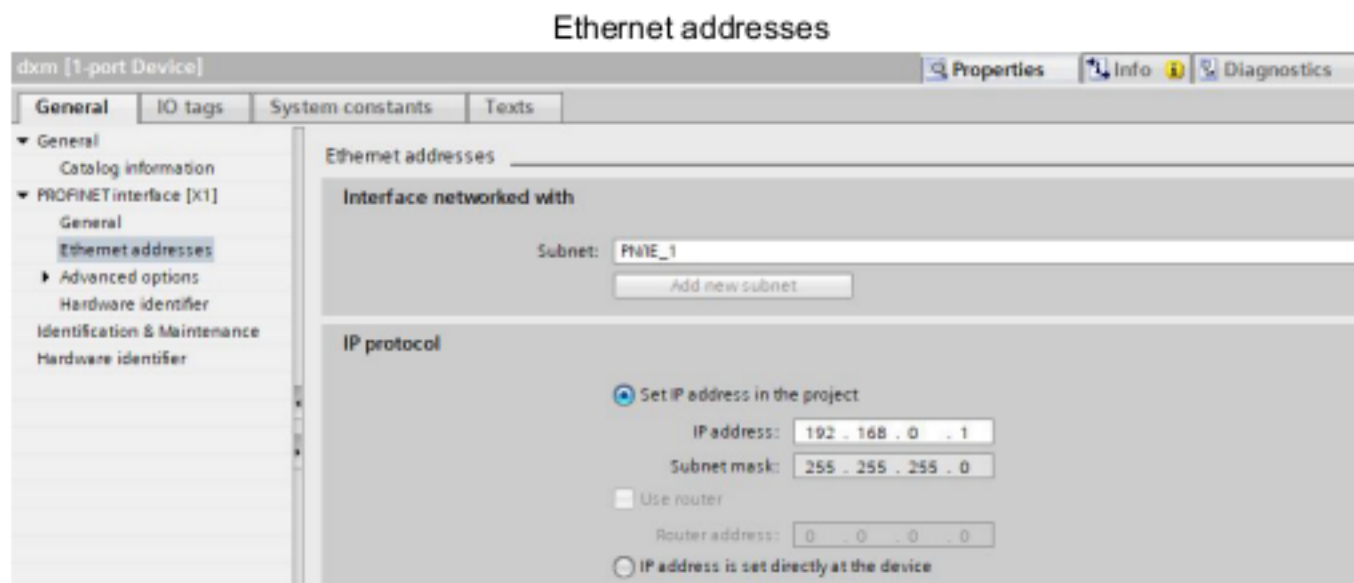 Ethernet addresses
dxm [1-port Device]
Properties
Info
Diagnostics
General
IO tags
System constants
Texts
General
Catalog information
PROFINET interface [X1]
General
Ethernet addresses
Advanced options
Hardware identifier
Identification & Maintenance
Hardware identifier
Ethernet addresses
Interface networked with
Subnet: PN/IE_1
Add new subnet
IP protocol
Set IP address in the project
IP address: 192 . 168 . 0 . 1
Subnet mask: 255 . 255 . 255 . 0
Use router
Router address: 0 . 0 . 0 . 0
IP address is set directly at the device